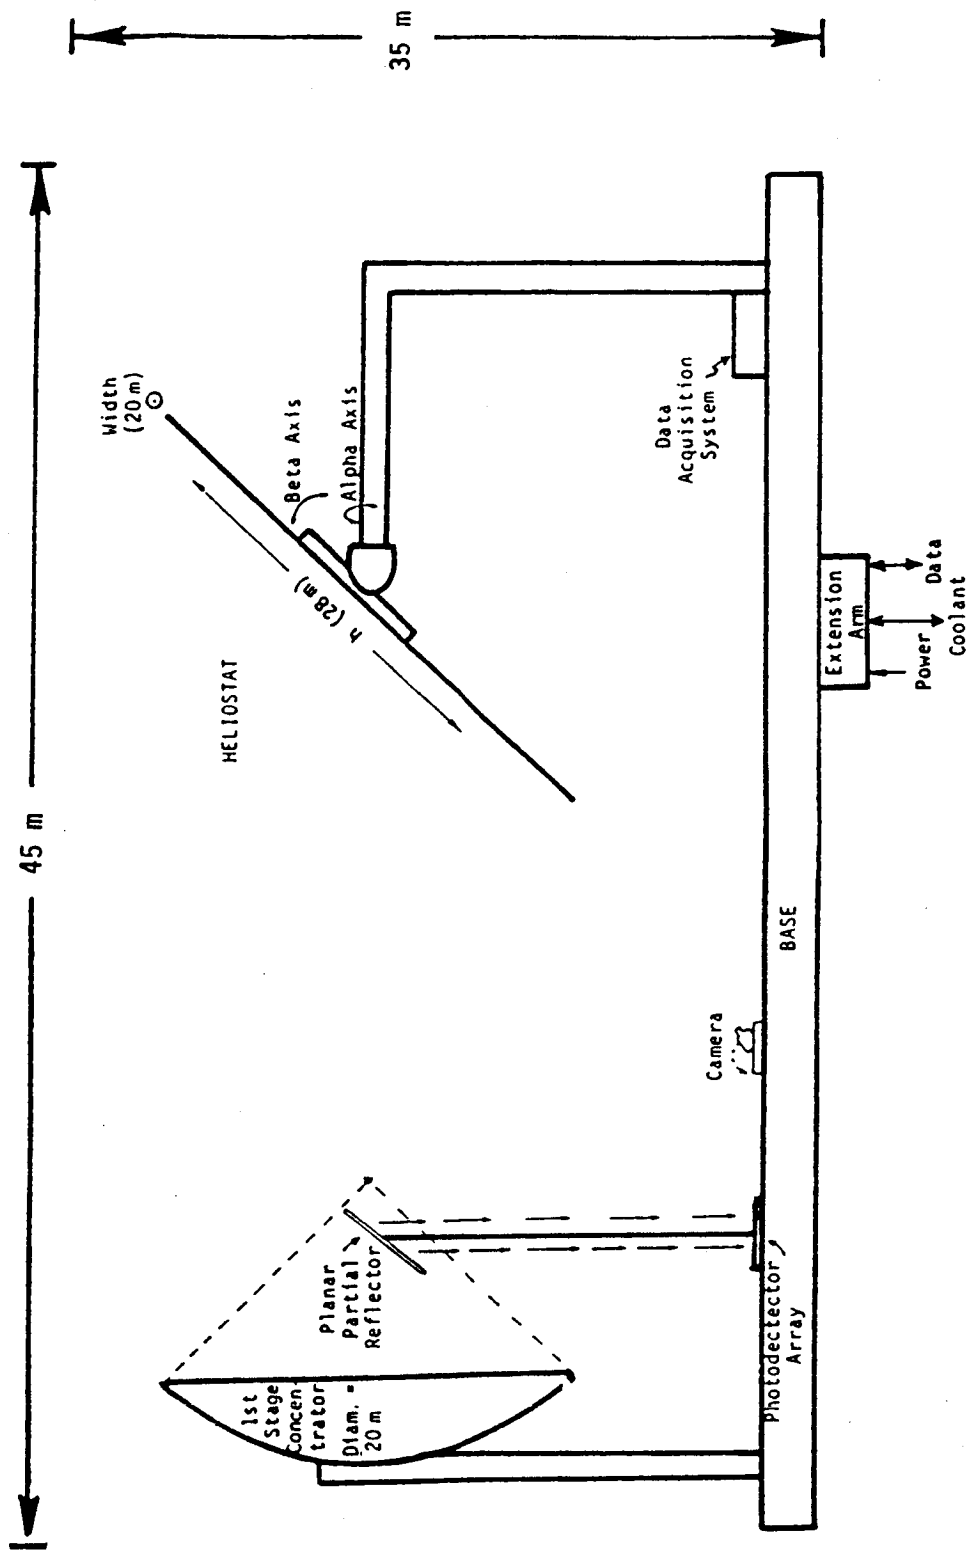 45 m
35 m
Width
(20 m)
HELIOSTAT
h (28 m)
Beta Axis
Alpha Axis
1st
Stage
Concen-
trator
Diam. =
20 m
Planar
Partial
Reflector
Camera
Data
Acquisition
System
Photodectector
Array
BASE
Extension
Arm
Power
Coolant
Data